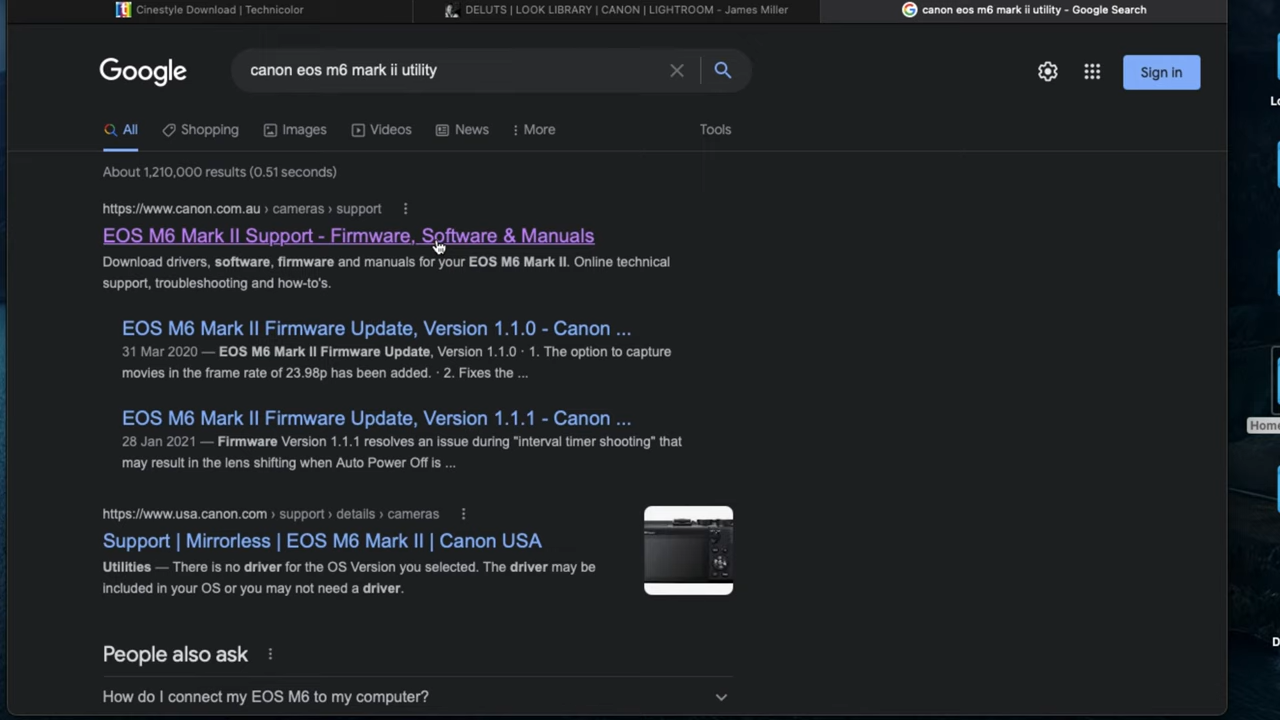 Cinestyle Download | Technicolor
DELUTS | LOOK LIBRARY | CANON | LIGHTROOM - James Miller
canon eos m6 mark ii utility - Google Search
Google
canon eos m6 mark ii utility
Sign in
All
Shopping
Images
Videos
News
More
Tools
About 1,210,000 results (0.51 seconds)
https://www.canon.com.au › cameras › support
EOS M6 Mark II Support - Firmware, Software & Manuals
Download drivers, software, firmware and manuals for your EOS M6 Mark II. Online technical
support, troubleshooting and how-to's.
EOS M6 Mark II Firmware Update, Version 1.1.0 - Canon ...
31 Mar 2020 — EOS M6 Mark II Firmware Update, Version 1.1.0 · 1. The option to capture
movies in the frame rate of 23.98p has been added. · 2. Fixes the ...
EOS M6 Mark II Firmware Update, Version 1.1.1 - Canon ...
28 Jan 2021 — Firmware Version 1.1.1 resolves an issue during "interval timer shooting" that
may result in the lens shifting when Auto Power Off is ...
https://www.usa.canon.com › support › details › cameras
Support | Mirrorless | EOS M6 Mark II | Canon USA
Utilities — There is no driver for the OS Version you selected. The driver may be
included in your OS or you may not need a driver.
People also ask
How do I connect my EOS M6 to my computer?
Home